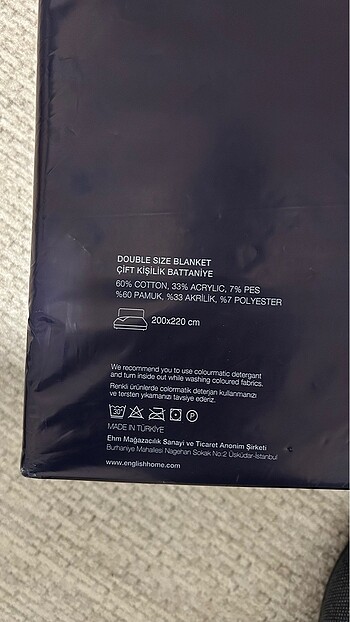 DOUBLE SIZE BLANKET
ÇİFT KİŞİLİK BATTANİYE
60% COTTON, 33% ACRYLIC, 7% PES
%60 PAMUK, %33 AKRİLİK, %7 POLYESTER
200x220 cm
We recommend you to use colourmatic detergant
and turn inside out while washing coloured fabrics.
Renkli ürünlerde colormatik deterjan kullanmanızı
ve tersten yıkamanızı tavsiye ederiz.
30° P
MADE IN TÜRKİYE
Ehm Mağazacılık Sanayi ve Ticaret Anonim Şirketi
Burhaniye Mahallesi Nagehan Sokak No:2 Üsküdar-İstanbul
www.englishhome.com